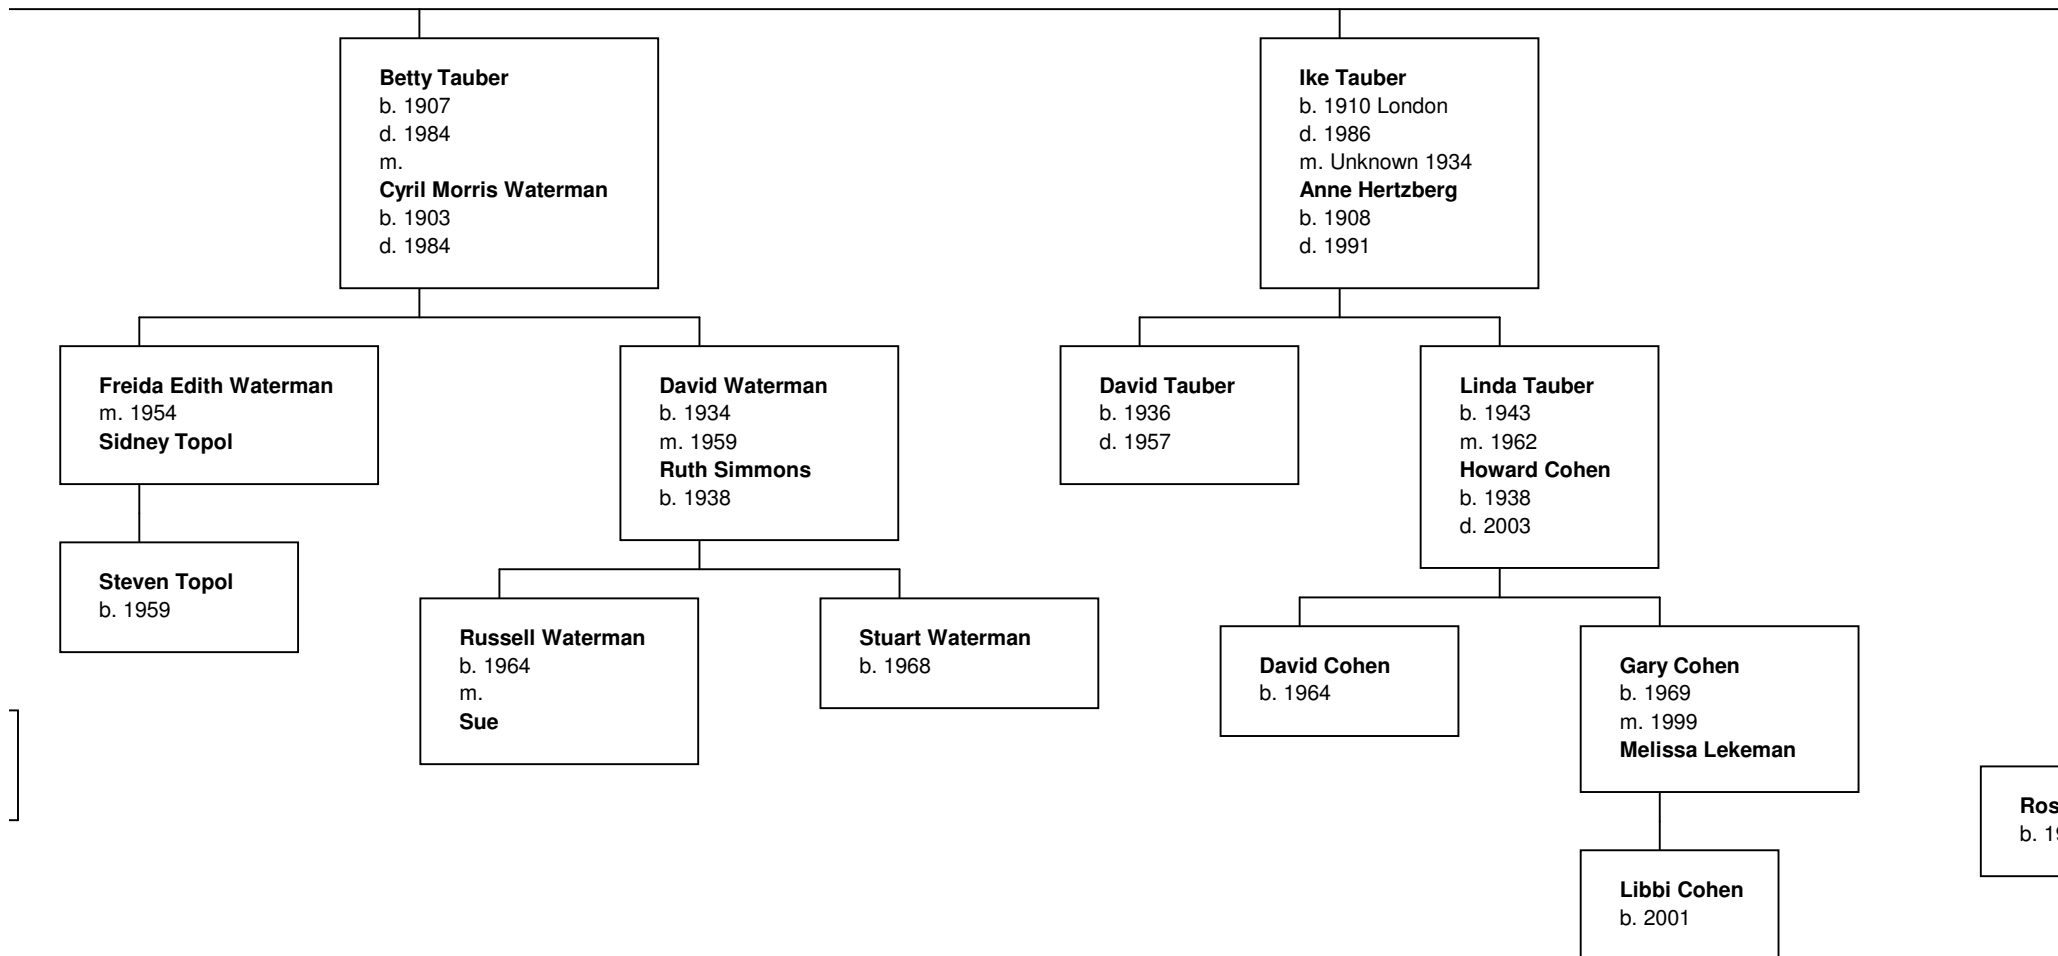 Betty Tauber
b. 1907
d. 1984
m.
Cyril Morris Waterman
b. 1903
d. 1984
Ike Tauber
b. 1910 London
d. 1986
m. Unknown 1934
Anne Hertzberg
b. 1908
d. 1991
Freida Edith Waterman
m. 1954
Sidney Topol
David Waterman
b. 1934
m. 1959
Ruth Simmons
b. 1938
David Tauber
b. 1936
d. 1957
Linda Tauber
b. 1943
m. 1962
Howard Cohen
b. 1938
d. 2003
Steven Topol
b. 1959
Russell Waterman
b. 1964
m.
Sue
Stuart Waterman
b. 1968
David Cohen
b. 1964
Gary Cohen
b. 1969
m. 1999
Melissa Lekeman
Libbi Cohen
b. 2001